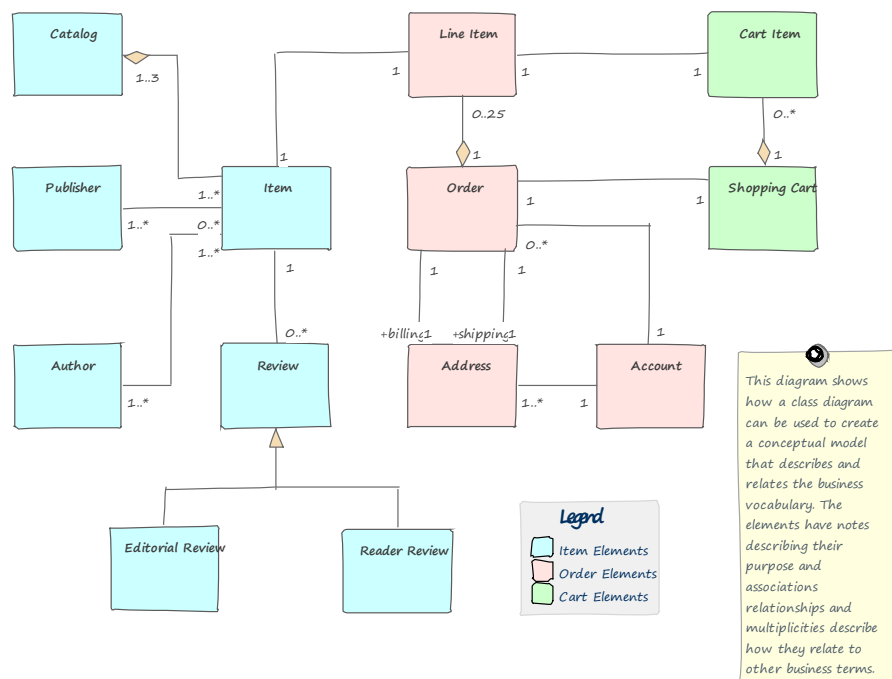 Catalog
Line Item
Cart Item
1..3
1
1
1
0..25
0..*
1
1
1
Publisher
Item
Order
Shopping Cart
1..*
1
1
1..*
0..*
0..*
1..*
1
1
1
0..*
+billing1
+shipping1
1
Author
Review
Address
Account
1..*
1..*
1
Editorial Review
Reader Review
Legend
Item Elements
Order Elements
Cart Elements
This diagram shows
how a class diagram
can be used to create
a conceptual model
that describes and
relates the business
vocabulary. The
elements have notes
describing their
purpose and
associations
relationships and
multiplicities describe
how they relate to
other business terms.